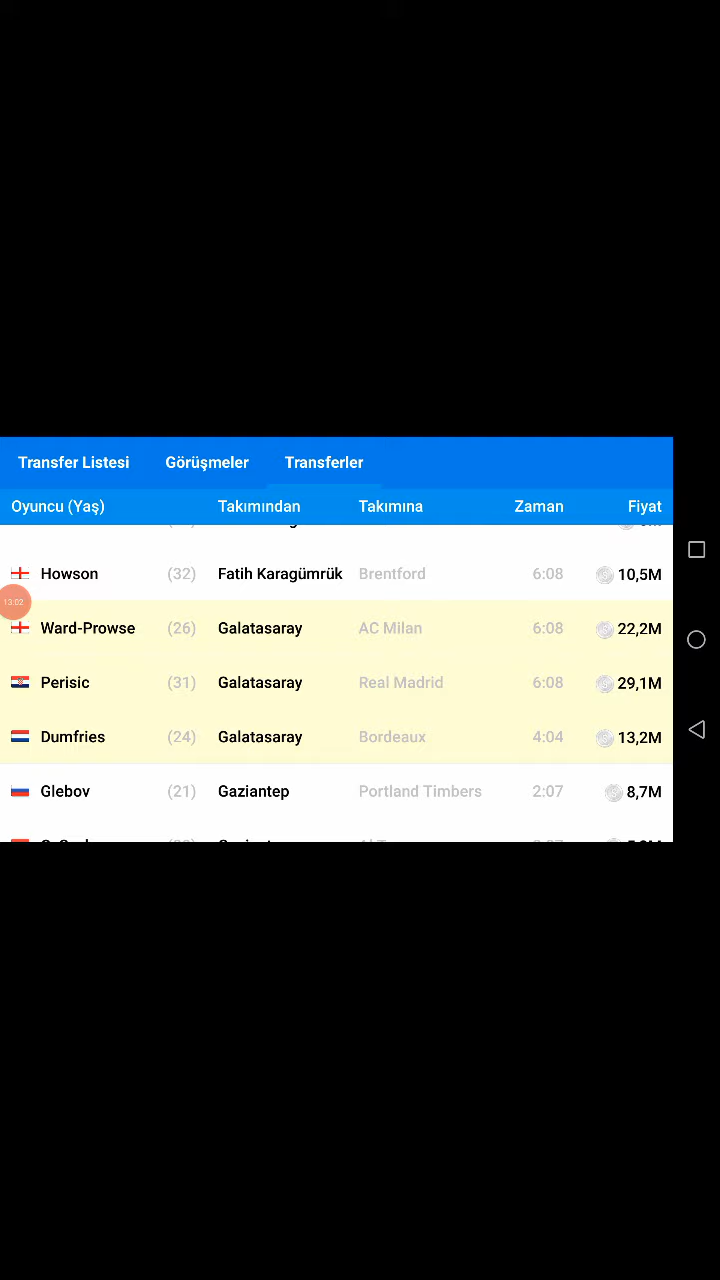 Transfer Listesi Görüşmeler Transferler
Oyuncu (Yaş) Takımından Takımına Zaman Fiyat
Howson (32) Fatih Karagümrük Brentford 6:08 10,5M
13:02
Ward-Prowse (26) Galatasaray AC Milan 6:08 22,2M
Perisic (31) Galatasaray Real Madrid 6:08 29,1M
Dumfries (24) Galatasaray Bordeaux 4:04 13,2M
Glebov (21) Gaziantep Portland Timbers 2:07 8,7M